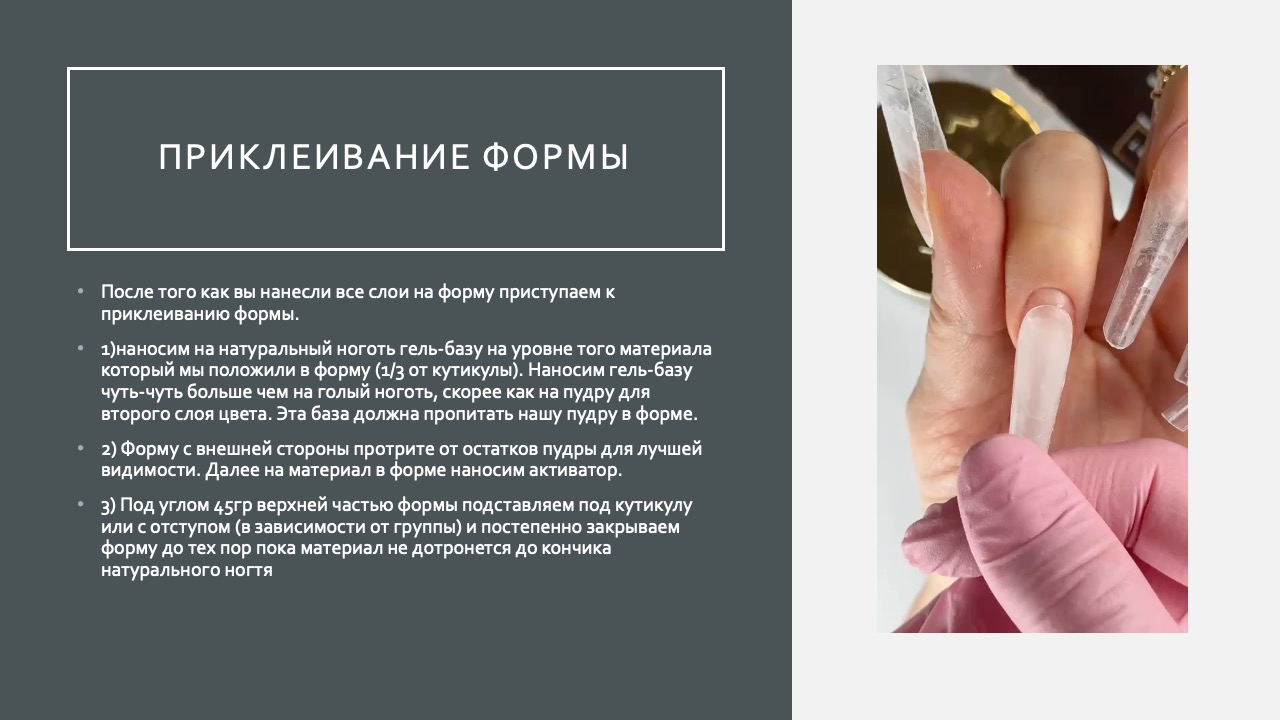 ПРИКЛЕИВАНИЕ ФОРМЫ
• После того как вы нанесли все слои на форму приступаем к
приклеиванию формы.
• 1)наносим на натуральный ноготь гель-базу на уровне того материала
который мы положили в форму (1/3 от кутикулы). Наносим гель-базу
чуть-чуть больше чем на голый ноготь, скорее как на пудру для
второго слоя цвета. Эта база должна пропитать нашу пудру в форме.
• 2) Форму с внешней стороны протрите от остатков пудры для лучшей
видимости. Далее на материал в форме наносим активатор.
• 3) Под углом 45гр верхней частью формы подставляем под кутикулу
или с отступом (в зависимости от группы) и постепенно закрываем
форму до тех пор пока материал не дотронется до кончика
натурального ногтя